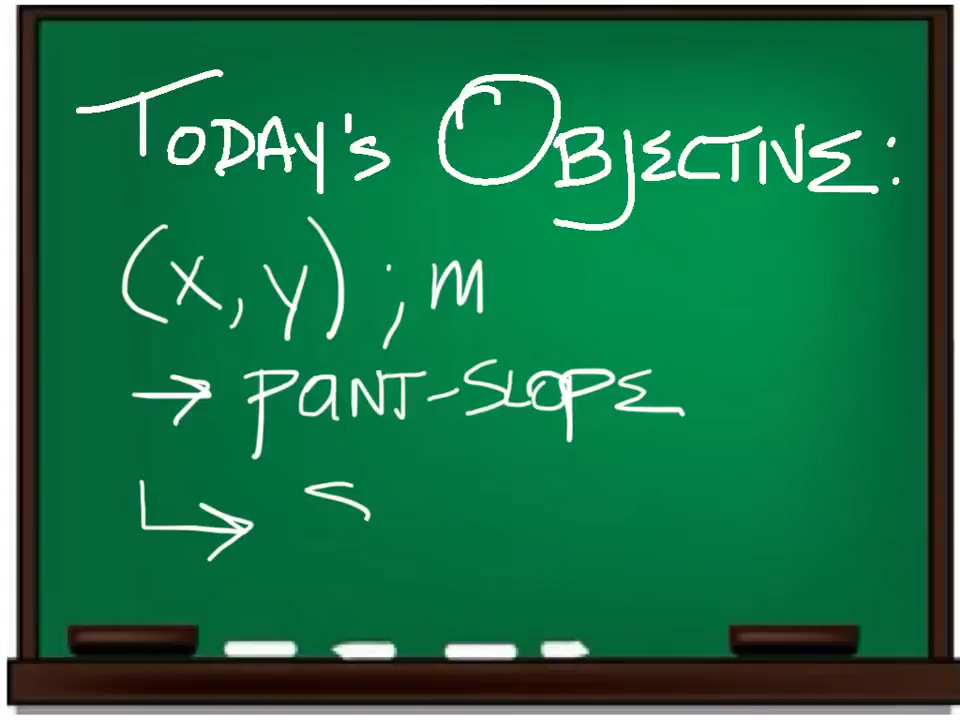 TODAY'S OBJECTIVE:
(x, y) ; m
→ POINT-SLOPE
↳ S